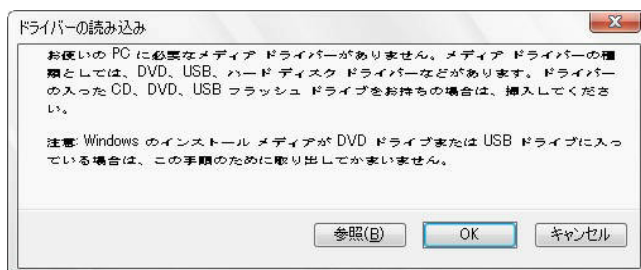 ドライバーの読み込み
お使いの PC に必要なメディア ドライバーがありません。メディア ドライバーの種
類としては、DVD、USB、ハード ディスク ドライバーなどがあります。ドライバー
の入った CD、DVD、USB フラッシュ ドライブをお持ちの場合は、挿入してくださ
い。
注意: Windows のインストール メディアが DVD ドライブまたは USB ドライブに入っ
ている場合は、この手順のために取り出してかまいません。
参照(B) OK キャンセル